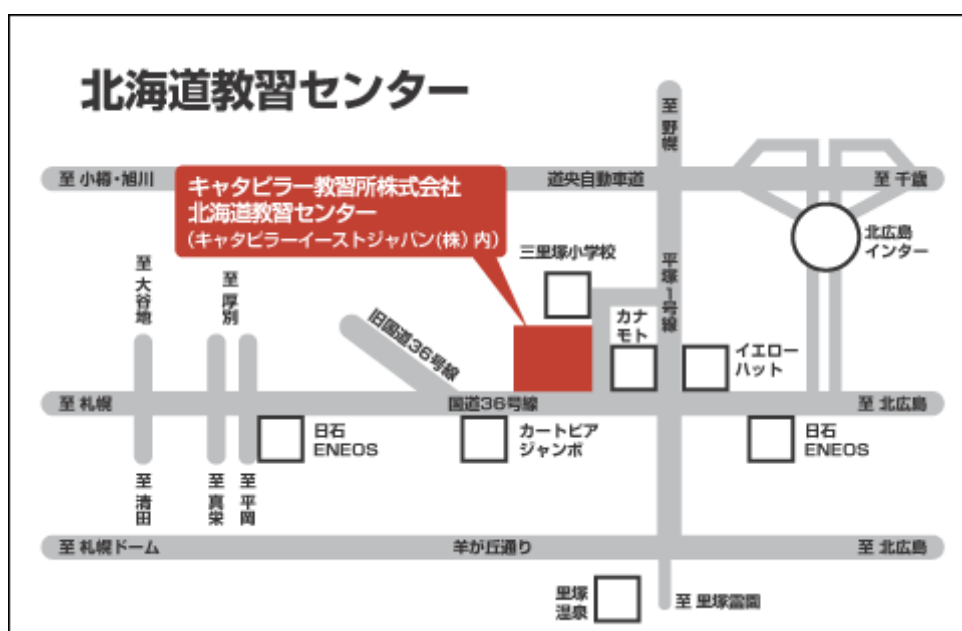 北海道教習センター
至 野幌
至 小樽・旭川
道央自動車道
至 千歳
キャタピラー教習所株式会社
北海道教習センター
（キャタピラーイーストジャパン(株) 内）
北広島
インター
三里塚小学校
平塚1号線
至 大谷地
至 厚別
旧国道36号線
カナ
モト
イエロー
ハット
至 札幌
国道36号線
至 北広島
日石
ENEOS
カートピア
ジャンボ
日石
ENEOS
至 清田
至 真栄
至 平岡
至 札幌ドーム
羊が丘通り
至 北広島
里塚
温泉
至 里塚霊園